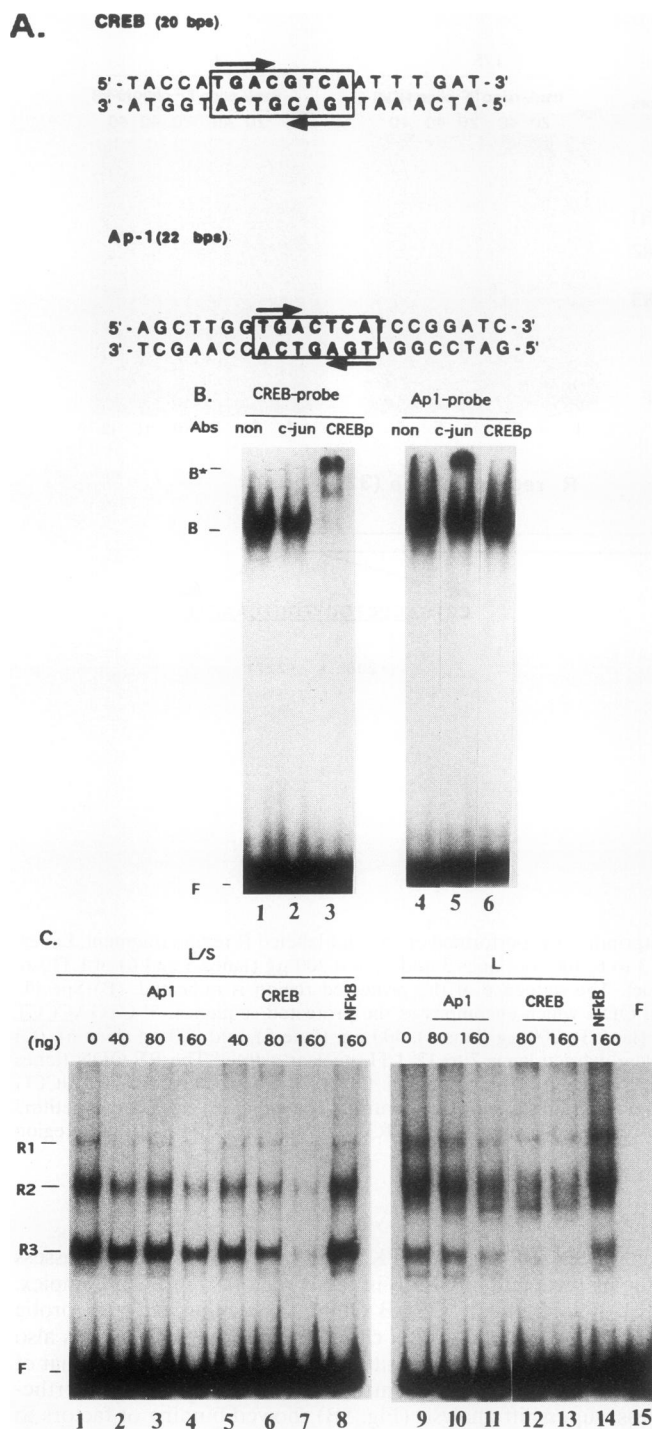 A.
CREB (20 bps)
5'-TACCATGACGTCAATTTGAT-3'
3'-ATGGTACTGCAGTTAAACTA-5'
Ap-1 (22 bps)
5'-AGCTTGGTGACTCATCCGGATC-3'
3'-TCGAACCACTGAGTAGGCCTAG-5'
B. CREB-probe Ap1-probe
Abs non c-jun CREBp non c-jun CREBp
B*
B
F
1 2 3 4 5 6
C.
L/S L
Ap1 CREB NFkB Ap1 CREB NFkB F
(ng) 0 40 80 160 40 80 160 160 0 80 160 80 160 160
R1
R2
R3
F
1 2 3 4 5 6 7 8 9 10 11 12 13 14 15